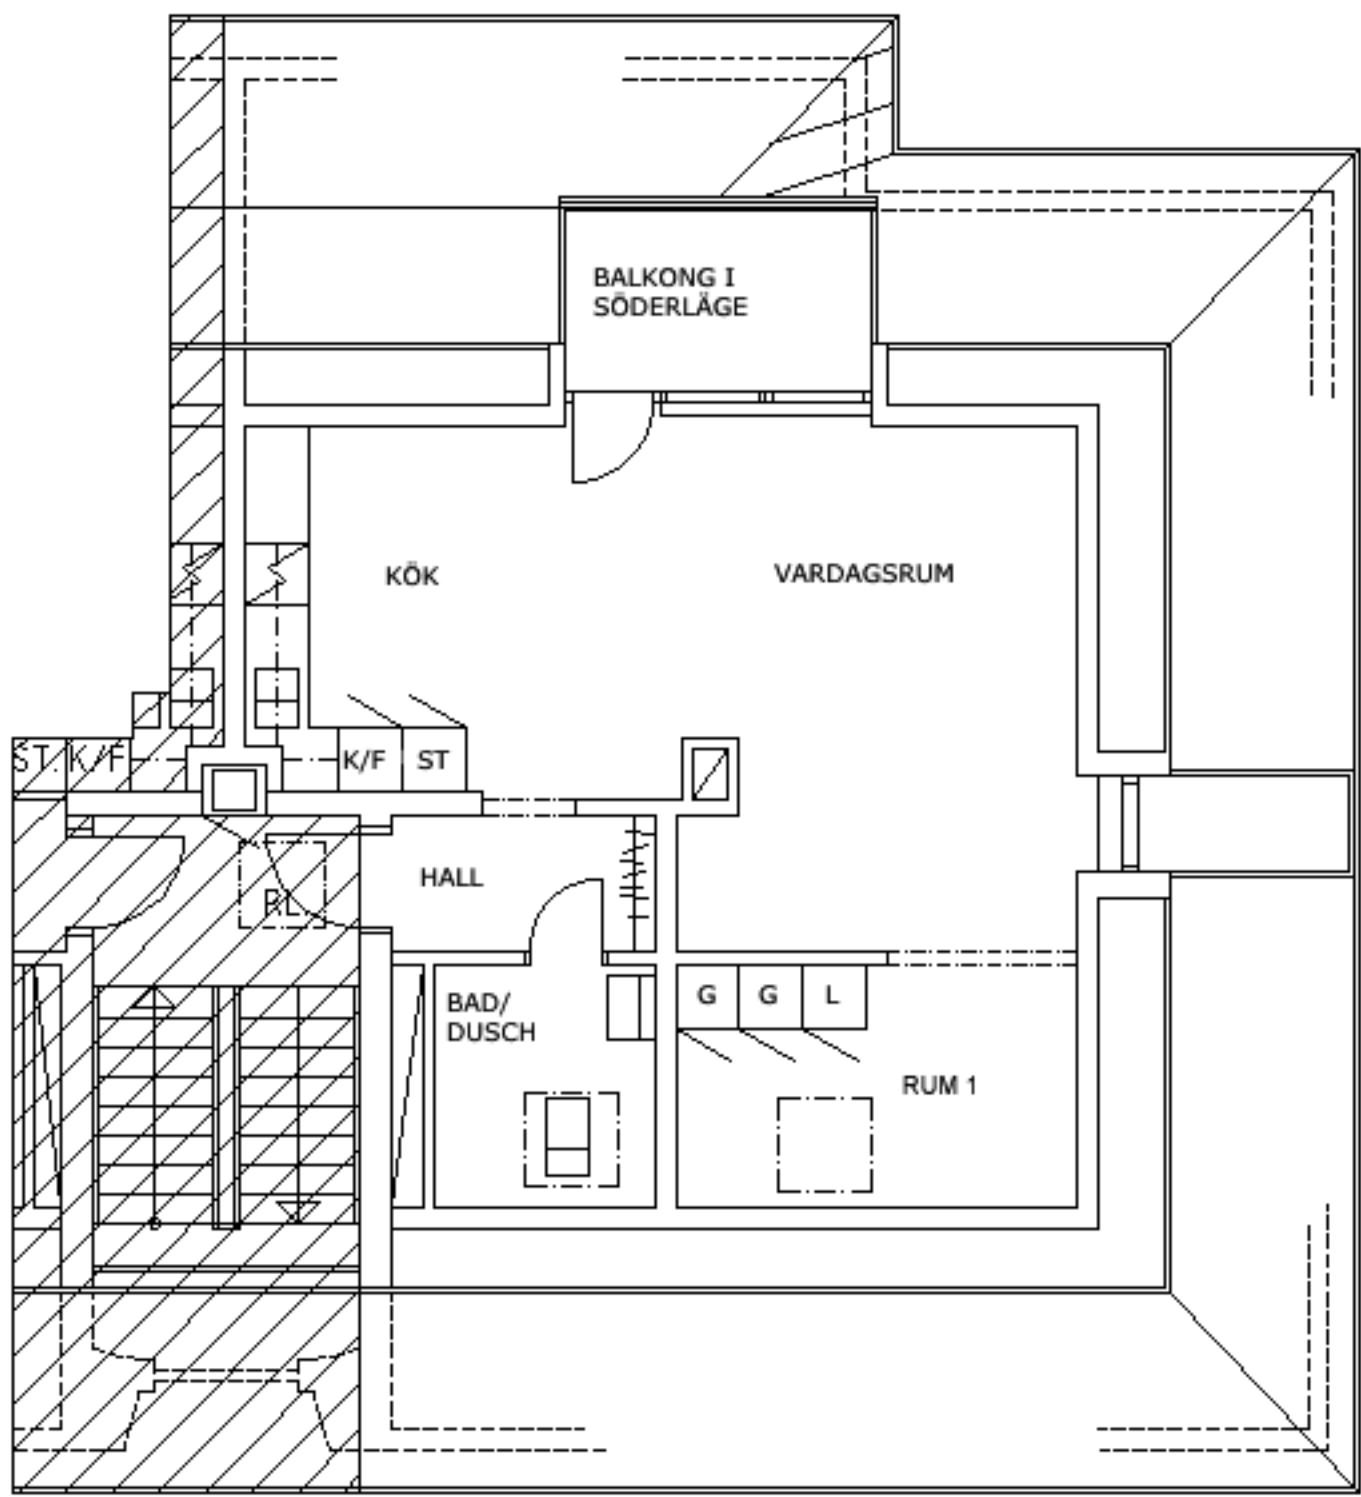 BALKONG I
SÖDERLÄGE
KÖK
VARDAGSRUM
ST. K/F
K/F ST
HALL
RL
BAD/
DUSCH
G G L
RUM 1